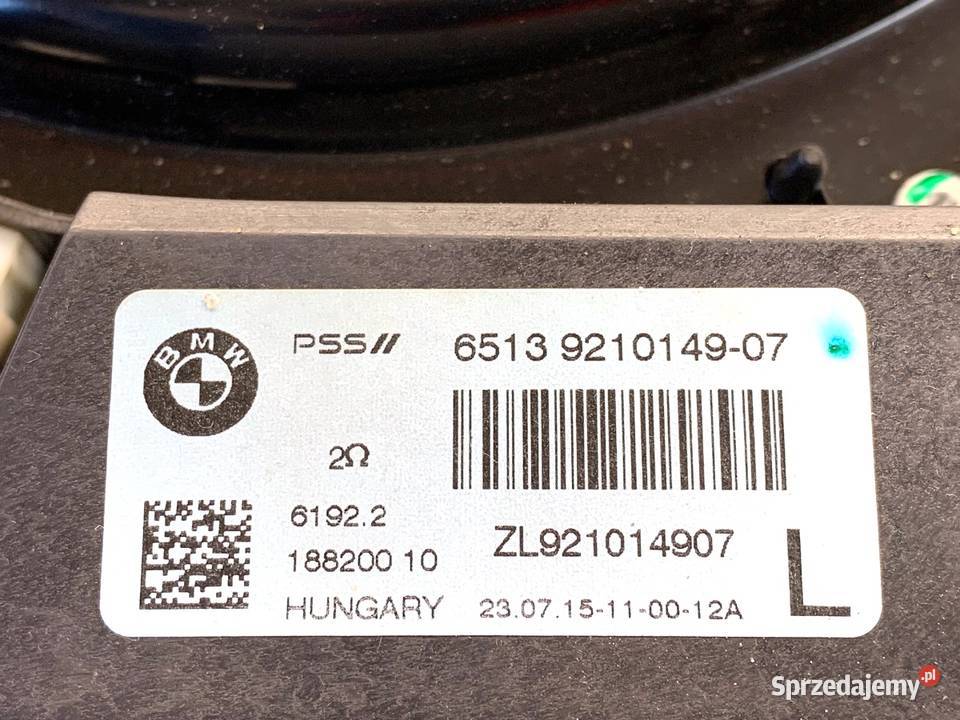 BMW
PSS//
6513 9210149-07
2Ω
6192.2
188200 10
ZL921014907
HUNGARY
23.07.15-11-00-12A
L
Sprzedajemy.pl